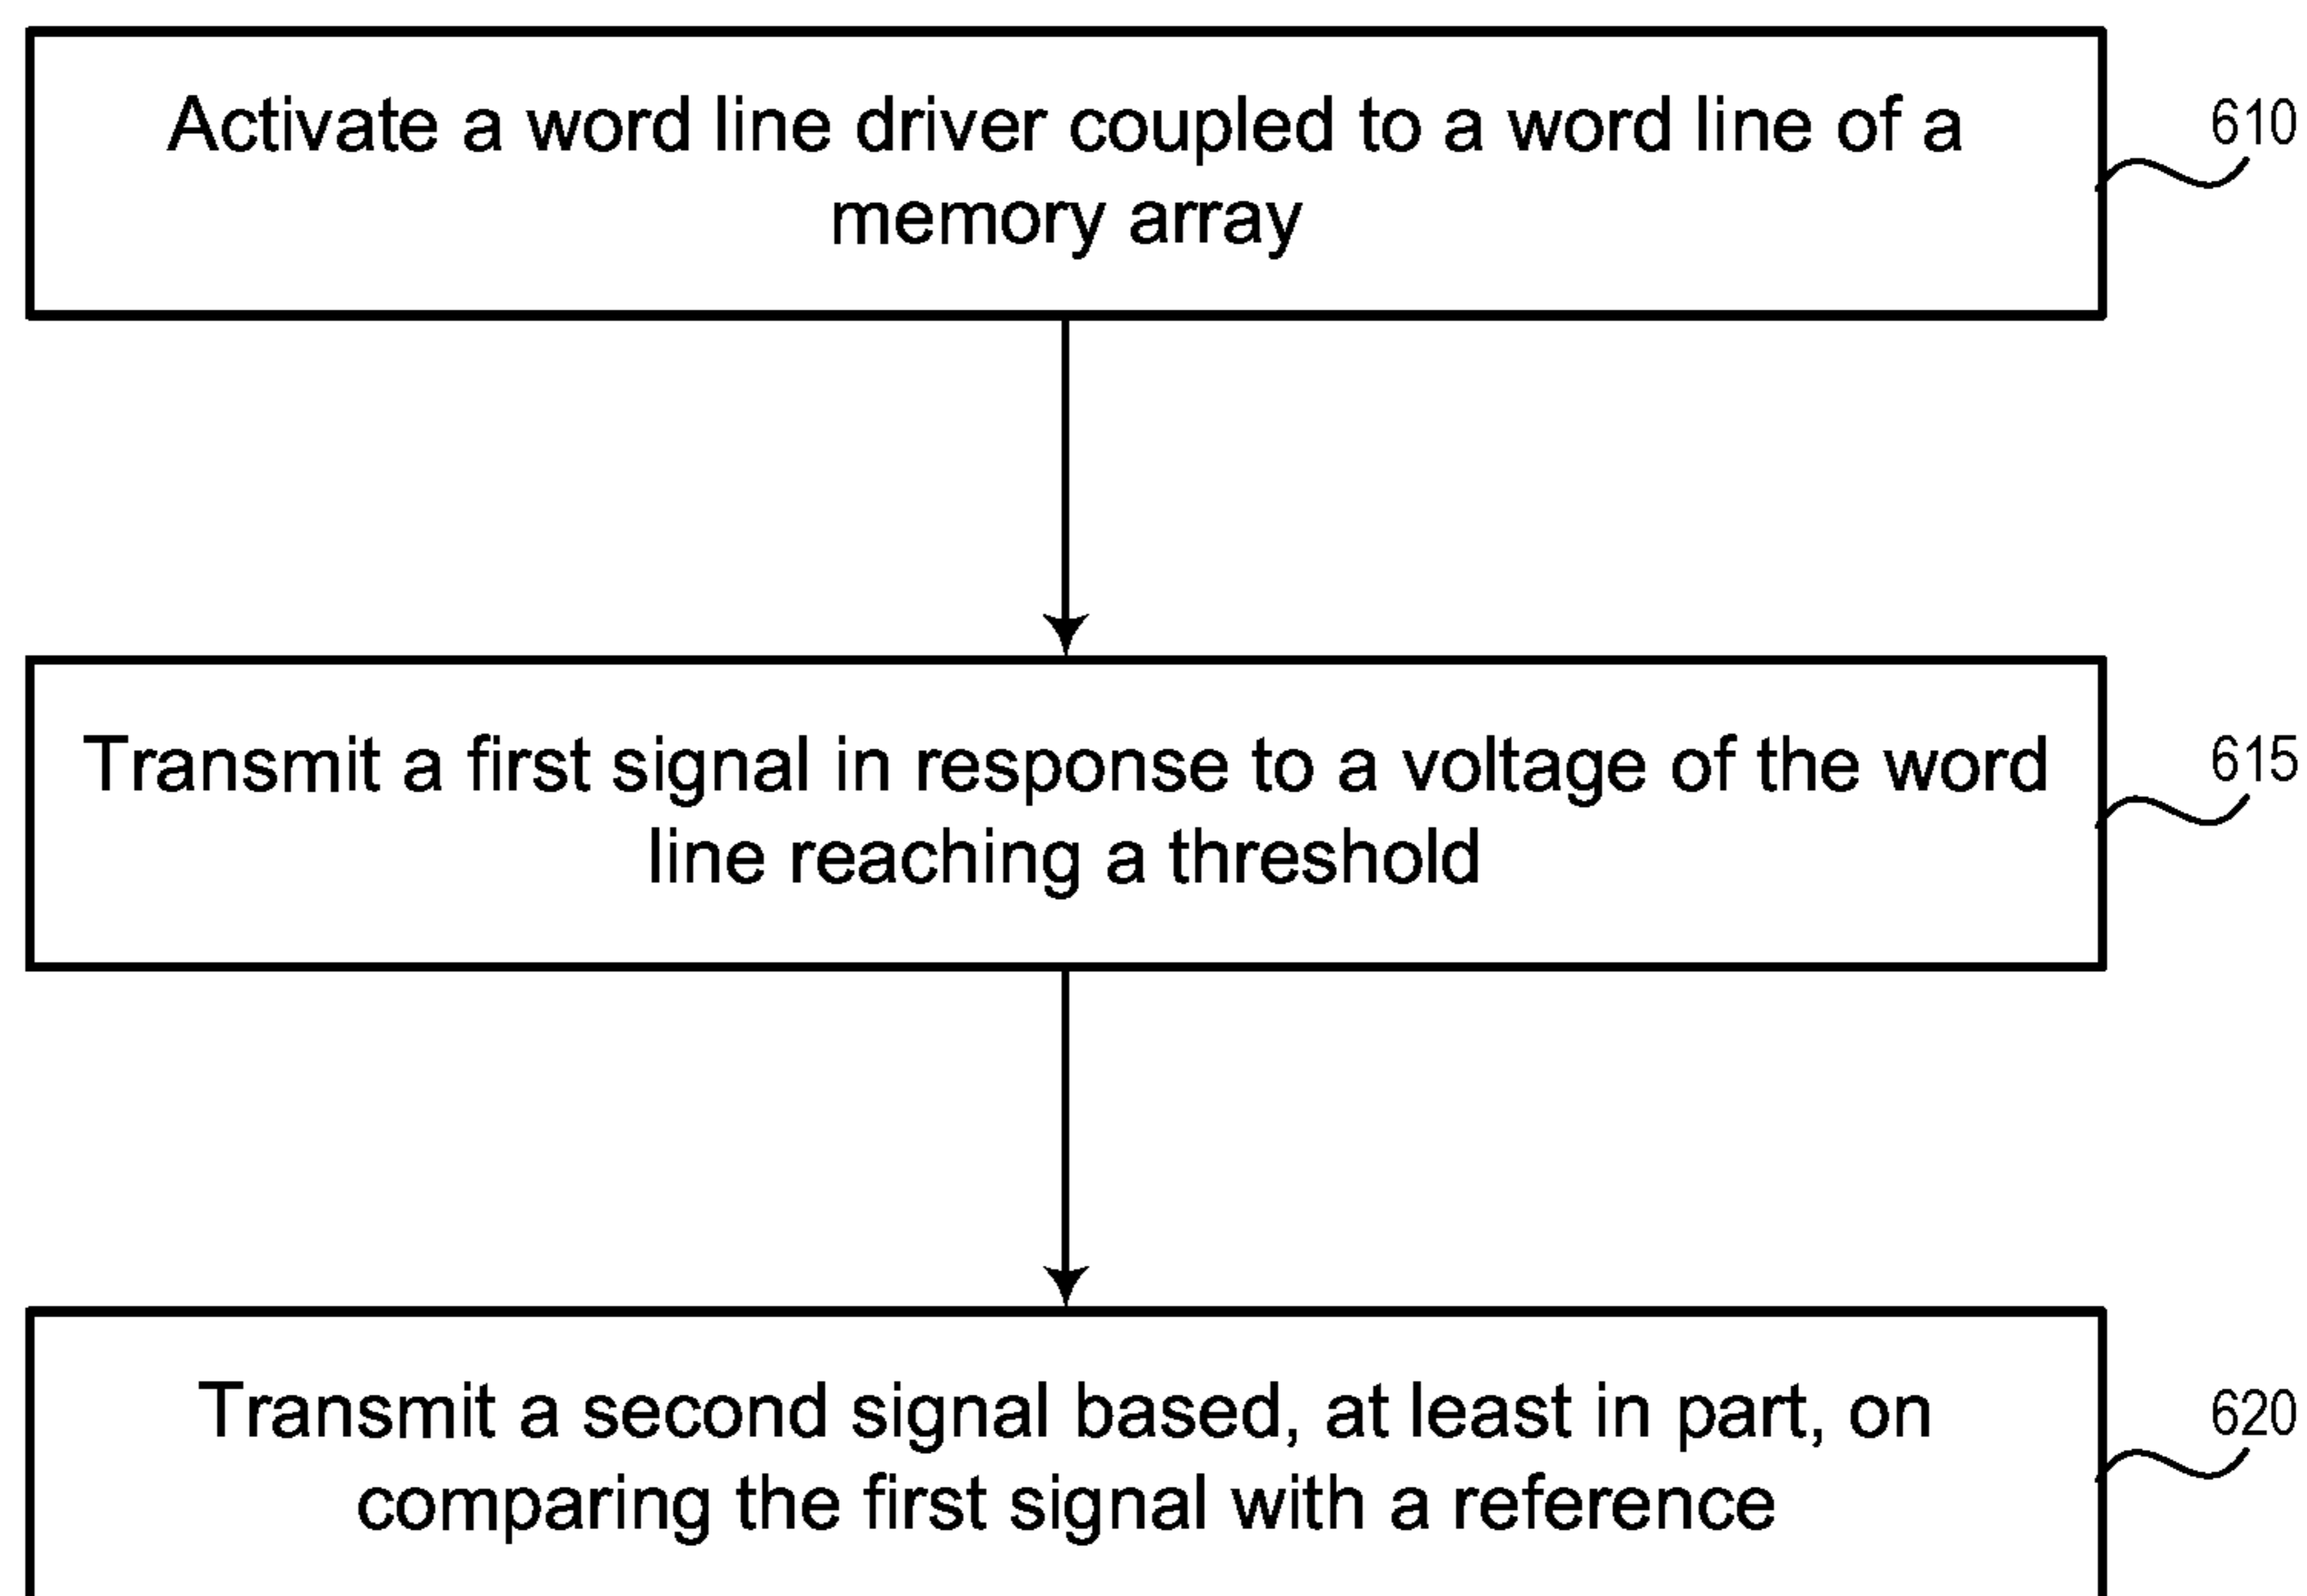 Activate a word line driver coupled to a word line of a
memory array
610
Transmit a first signal in response to a voltage of the word
line reaching a threshold
615
Transmit a second signal based, at least in part, on
comparing the first signal with a reference
620